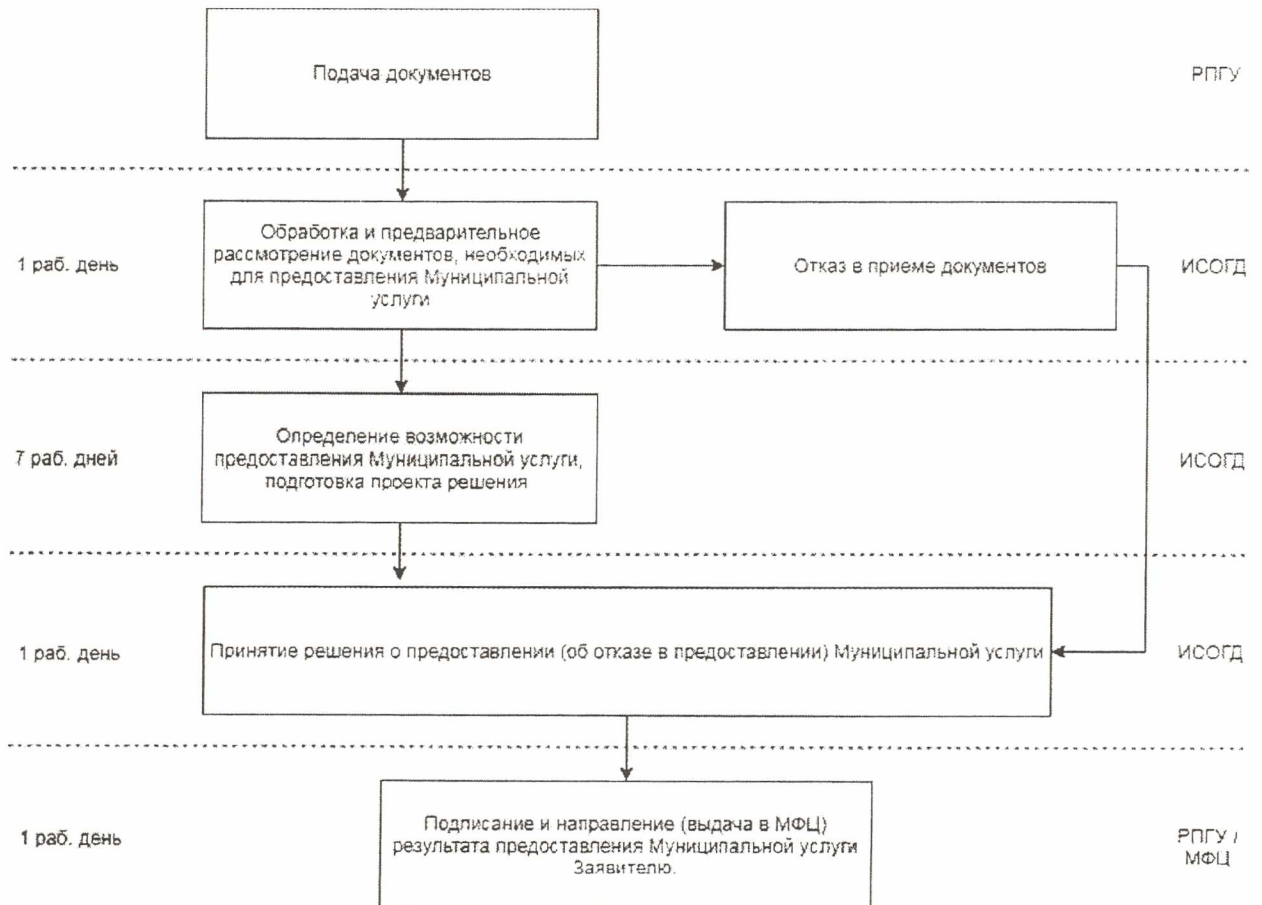 Подача документов
РПГУ
1 раб. день
Обработка и предварительное
рассмотрение документов, необходимых
для предоставления Муниципальной
услуги
Отказ в приеме документов
ИСОГД
7 раб. дней
Определение возможности
предоставления Муниципальной услуги,
подготовка проекта решения
ИСОГД
1 раб. день
Принятие решения о предоставлении (об отказе в предоставлении) Муниципальной услуги
ИСОГД
1 раб. день
Подписание и направление (выдача в МФЦ)
результата предоставления Муниципальной услуги
Заявителю.
РПГУ /
МФЦ